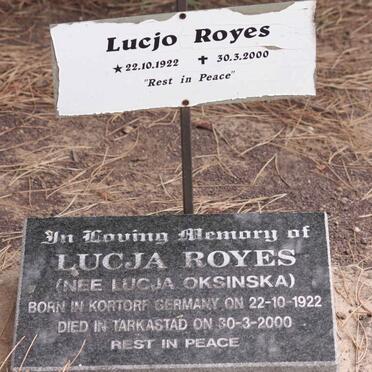 Lucjo Royes
★ 22.10.1922 ✝ 30.3.2000
"Rest in Peace"
In Loving Memory of
LUCJA ROYES
(NEE LUCJA OKSINSKA)
BORN IN KORTORF GERMANY ON 22-10-1922
DIED IN TARKASTAD ON 30-3-2000
REST IN PEACE